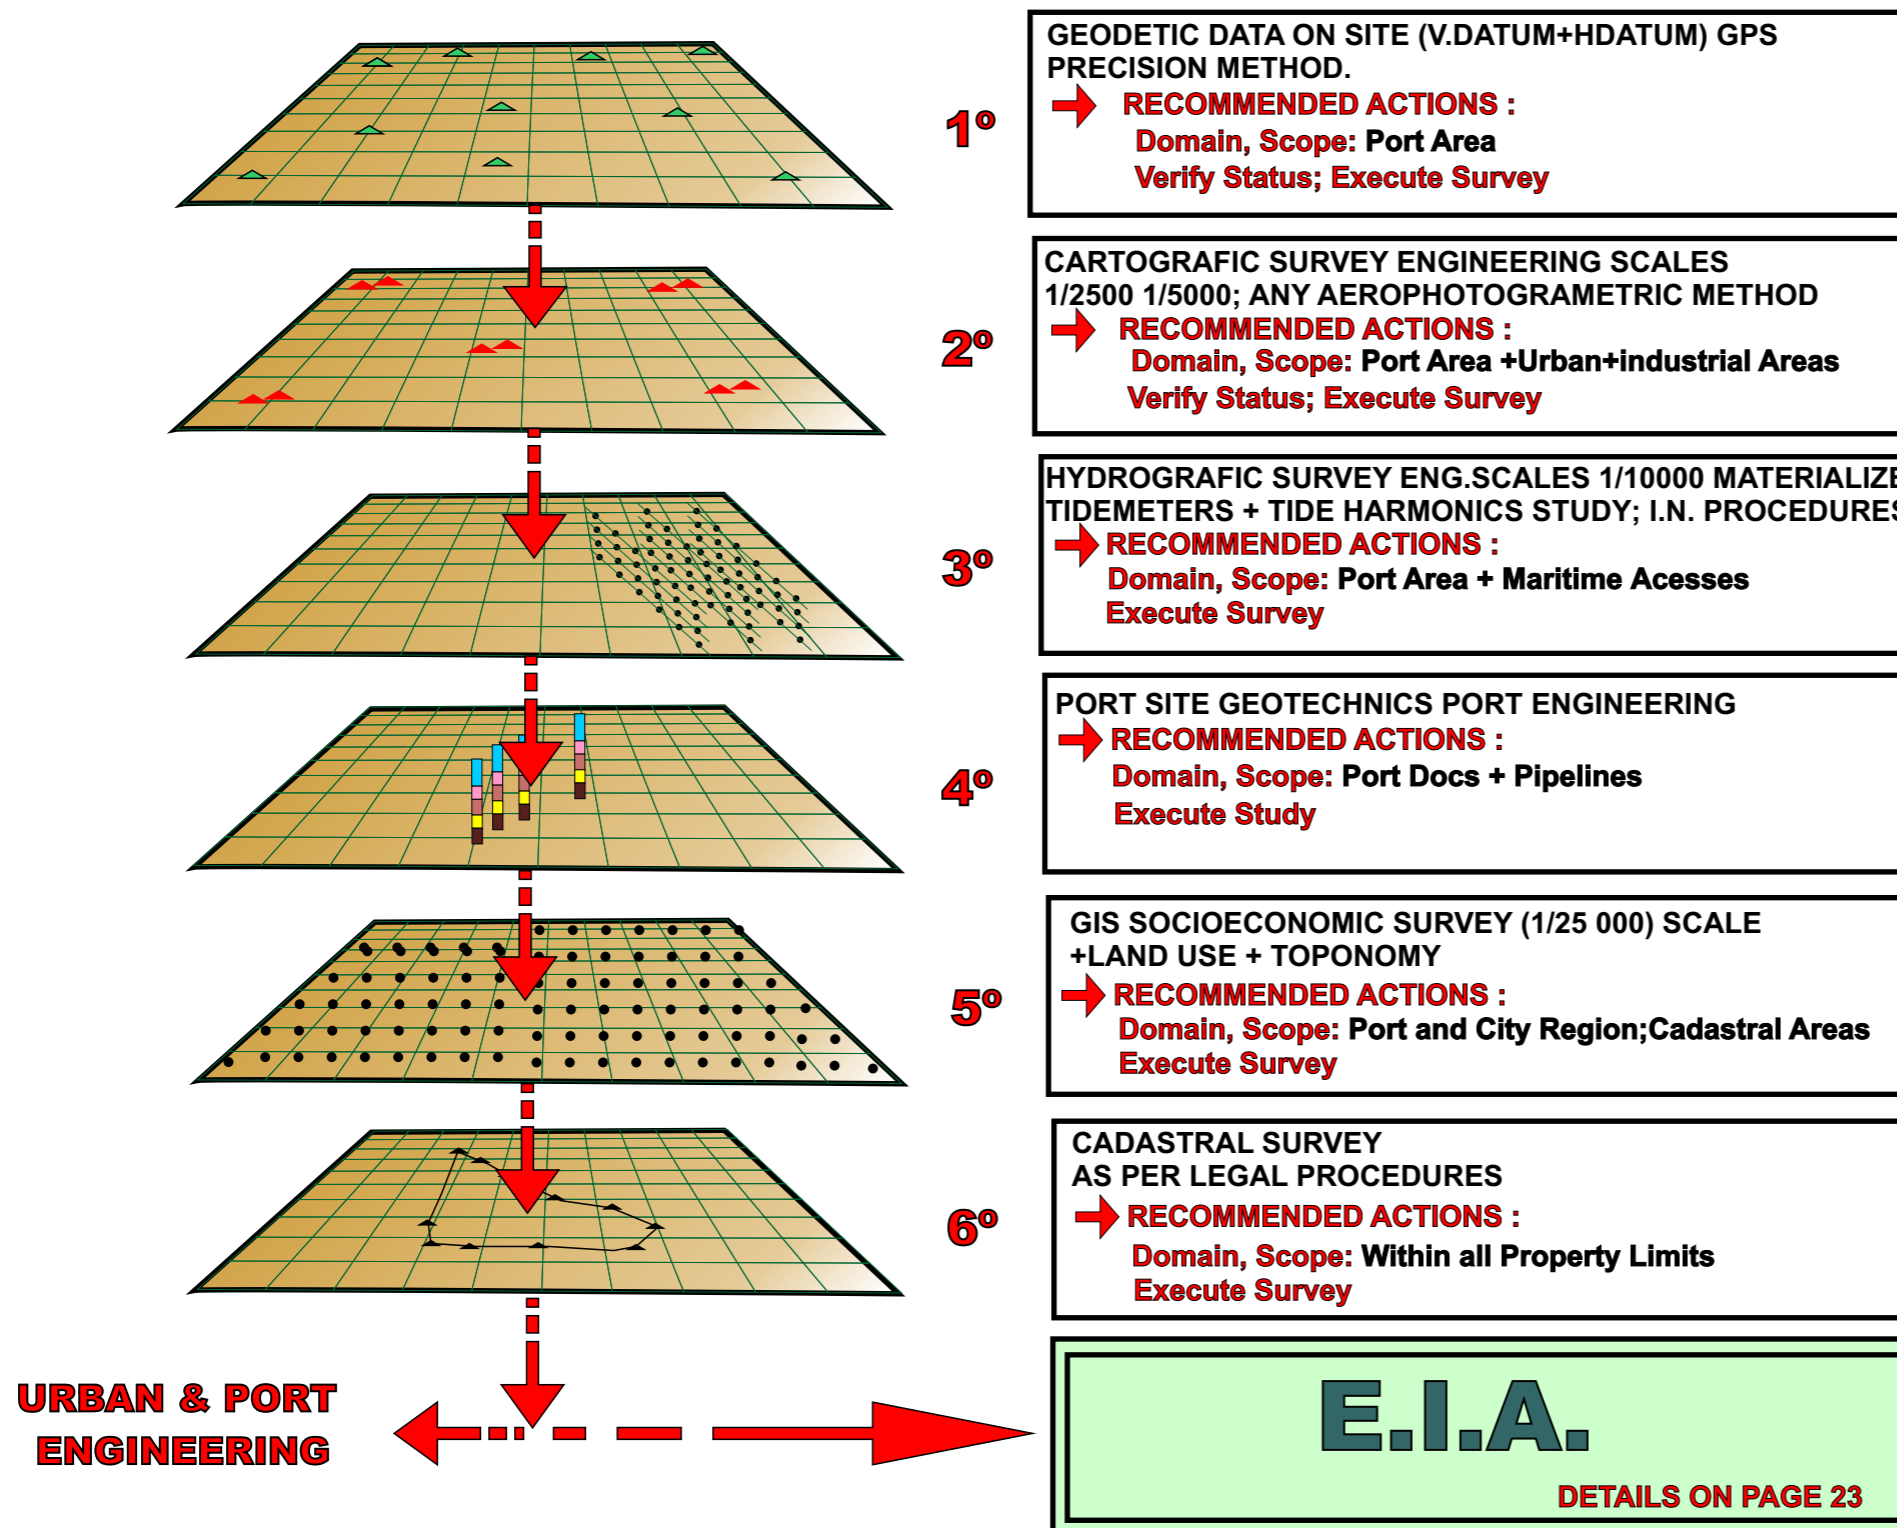 1º
GEODETIC DATA ON SITE (V.DATUM+HDATUM) GPS
PRECISION METHOD.
RECOMMENDED ACTIONS :
Domain, Scope: Port Area
Verify Status; Execute Survey
2º
CARTOGRAFIC SURVEY ENGINEERING SCALES
1/2500 1/5000; ANY AEROPHOTOGRAMETRIC METHOD
RECOMMENDED ACTIONS :
Domain, Scope: Port Area +Urban+industrial Areas
Verify Status; Execute Survey
3º
HYDROGRAFIC SURVEY ENG.SCALES 1/10000 MATERIALIZE
TIDEMETERS + TIDE HARMONICS STUDY; I.N. PROCEDURES
RECOMMENDED ACTIONS :
Domain, Scope: Port Area + Maritime Acesses
Execute Survey
4º
PORT SITE GEOTECHNICS PORT ENGINEERING
RECOMMENDED ACTIONS :
Domain, Scope: Port Docs + Pipelines
Execute Study
5º
GIS SOCIOECONOMIC SURVEY (1/25 000) SCALE
+LAND USE + TOPONOMY
RECOMMENDED ACTIONS :
Domain, Scope: Port and City Region;Cadastral Areas
Execute Survey
6º
CADASTRAL SURVEY
AS PER LEGAL PROCEDURES
RECOMMENDED ACTIONS :
Domain, Scope: Within all Property Limits
Execute Survey
URBAN & PORT
ENGINEERING
E.I.A.
DETAILS ON PAGE 23